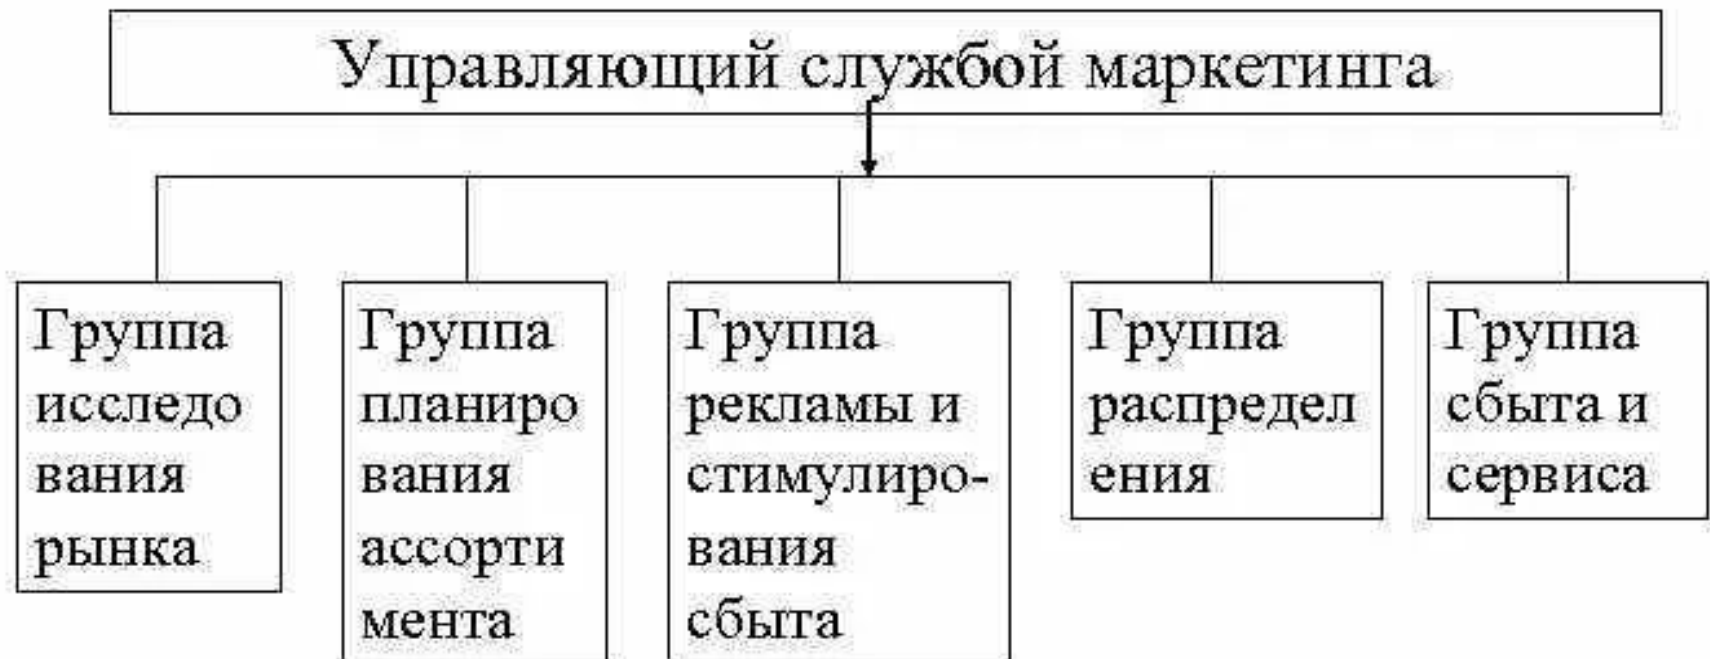 Управляющий службой маркетинга
Группа
исследо
вания
рынка
Группа
планиро
вания
ассорти
мента
Группа
рекламы и
стимулиро-
вания
сбыта
Группа
распредел
ения
Группа
сбыта и
сервиса